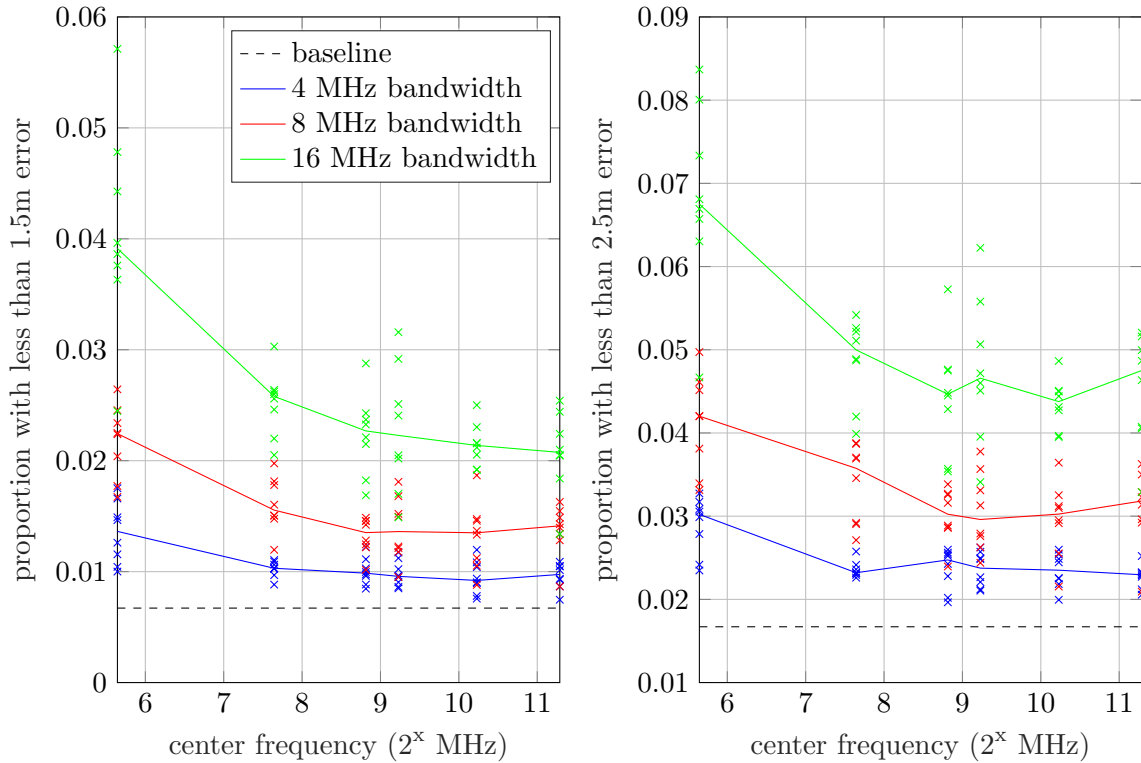 0.06
0.05
0.04
0.03
0.02
0.01
0
6 7 8 9 10 11
proportion with less than 1.5m error
center frequency (2^x MHz)
baseline
4 MHz bandwidth
8 MHz bandwidth
16 MHz bandwidth
0.09
0.08
0.07
0.06
0.05
0.04
0.03
0.02
0.01
6 7 8 9 10 11
proportion with less than 2.5m error
center frequency (2^x MHz)